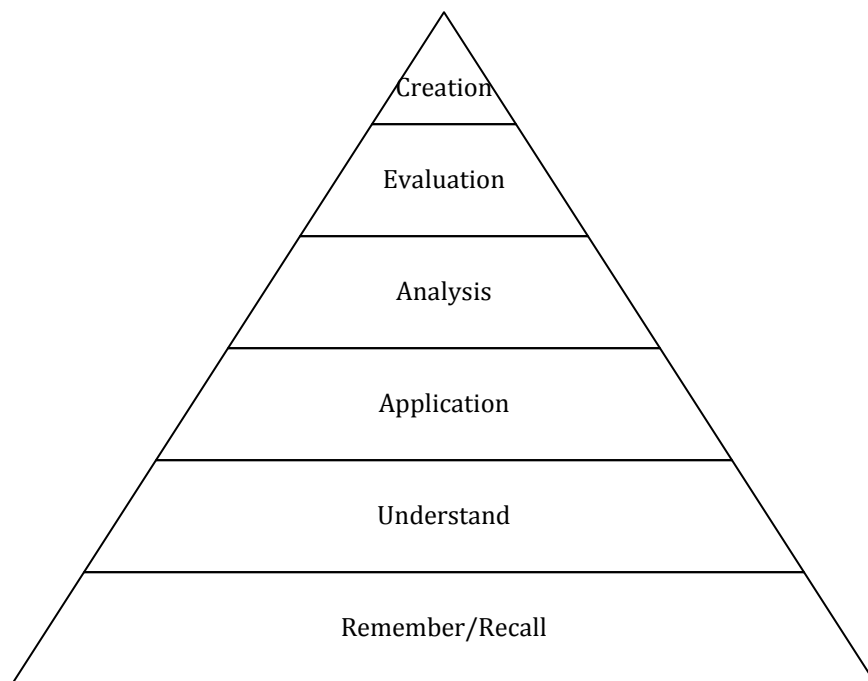 Creation
Evaluation
Analysis
Application
Understand
Remember/Recall